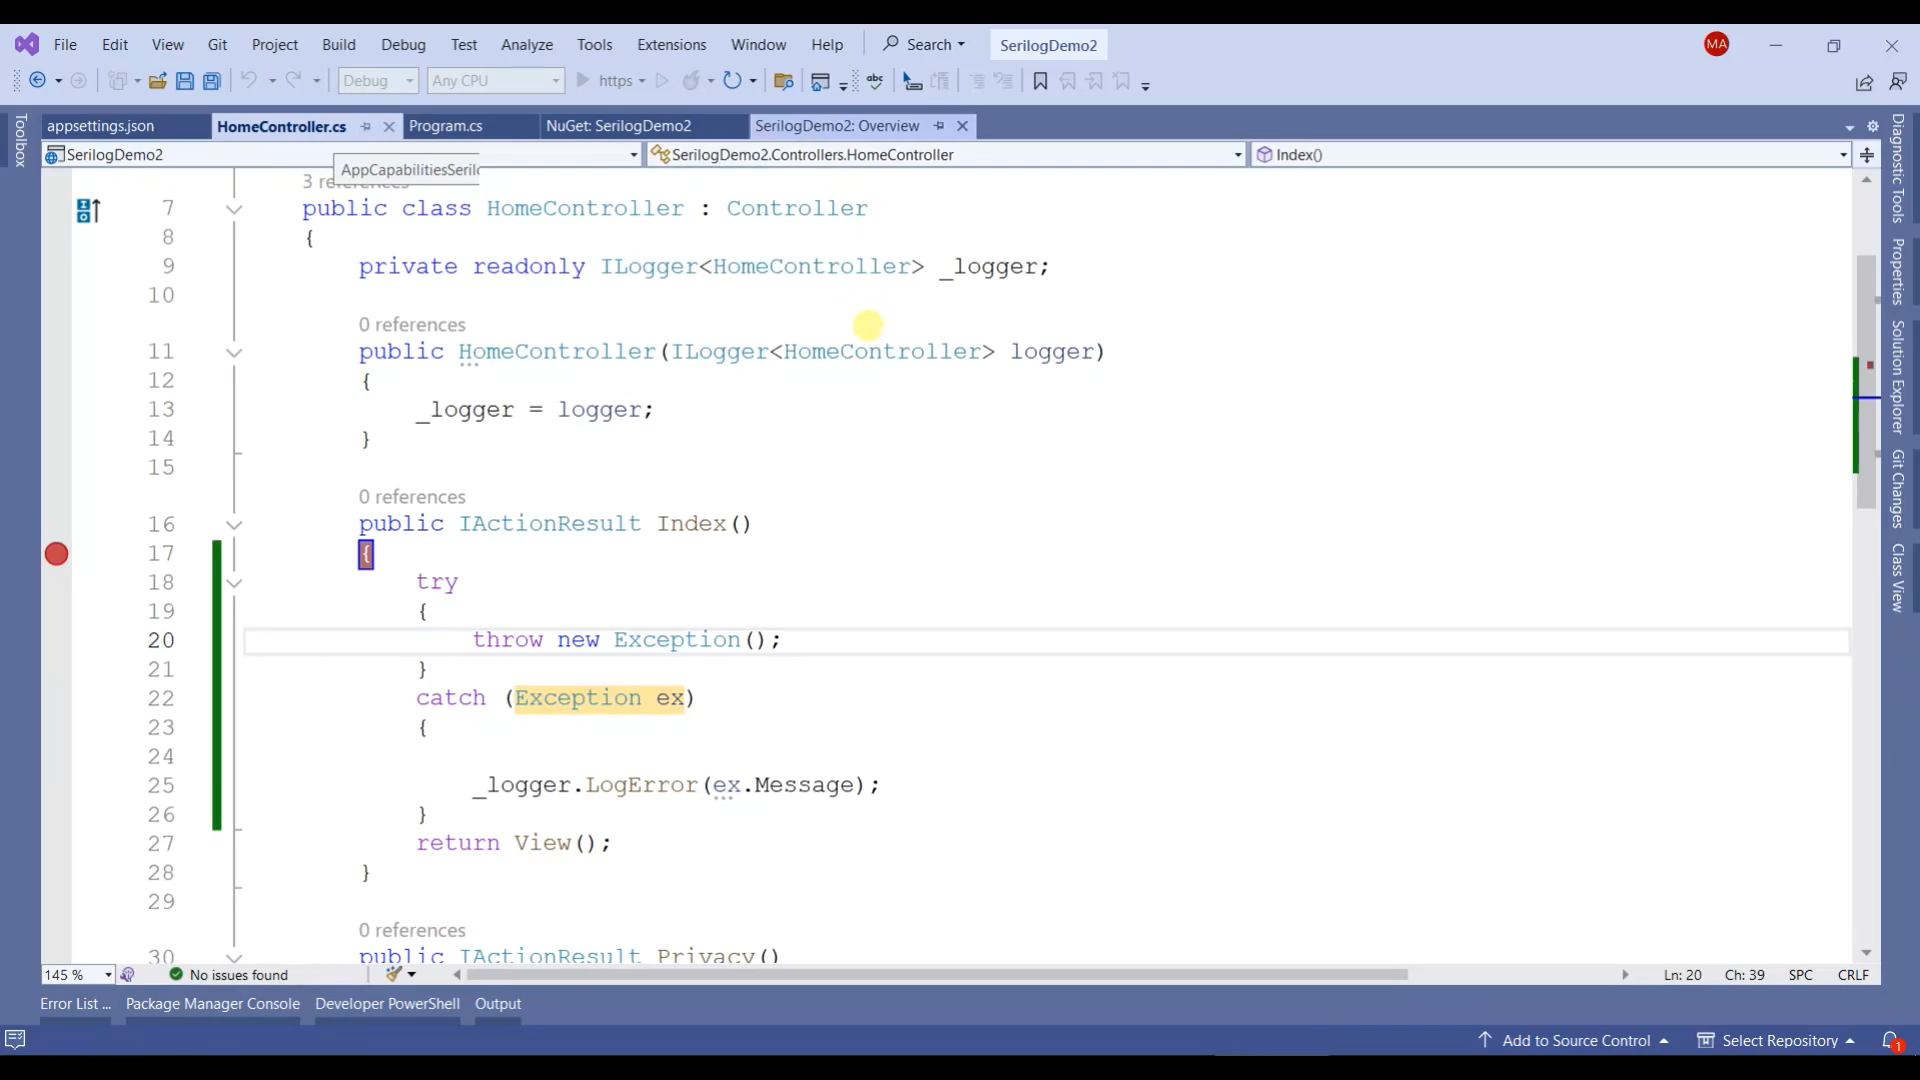 File Edit View Git Project Build Debug Test Analyze Tools Extensions Window Help Search SerilogDemo2 MA
Debug Any CPU https abc
appsettings.json HomeController.cs Program.cs NuGet: SerilogDemo2 SerilogDemo2: Overview
SerilogDemo2 SerilogDemo2.Controllers.HomeController Index()
AppCapabilitiesSerilo
3 references
7 public class HomeController : Controller
8 {
9 private readonly ILogger<HomeController> _logger;
10
0 references
11 public HomeController(ILogger<HomeController> logger)
12 {
13 _logger = logger;
14 }
15
0 references
16 public IActionResult Index()
17 {
18 try
19 {
20 throw new Exception();
21 }
22 catch (Exception ex)
23 {
24
25 _logger.LogError(ex.Message);
26 }
27 return View();
28 }
29
0 references
30 public IActionResult Privacy()
145 % No issues found Ln: 20 Ch: 39 SPC CRLF
Error List ... Package Manager Console Developer PowerShell Output
Add to Source Control Select Repository 1
Toolbox
Diagnostic Tools
Properties
Solution Explorer
Git Changes
Class View